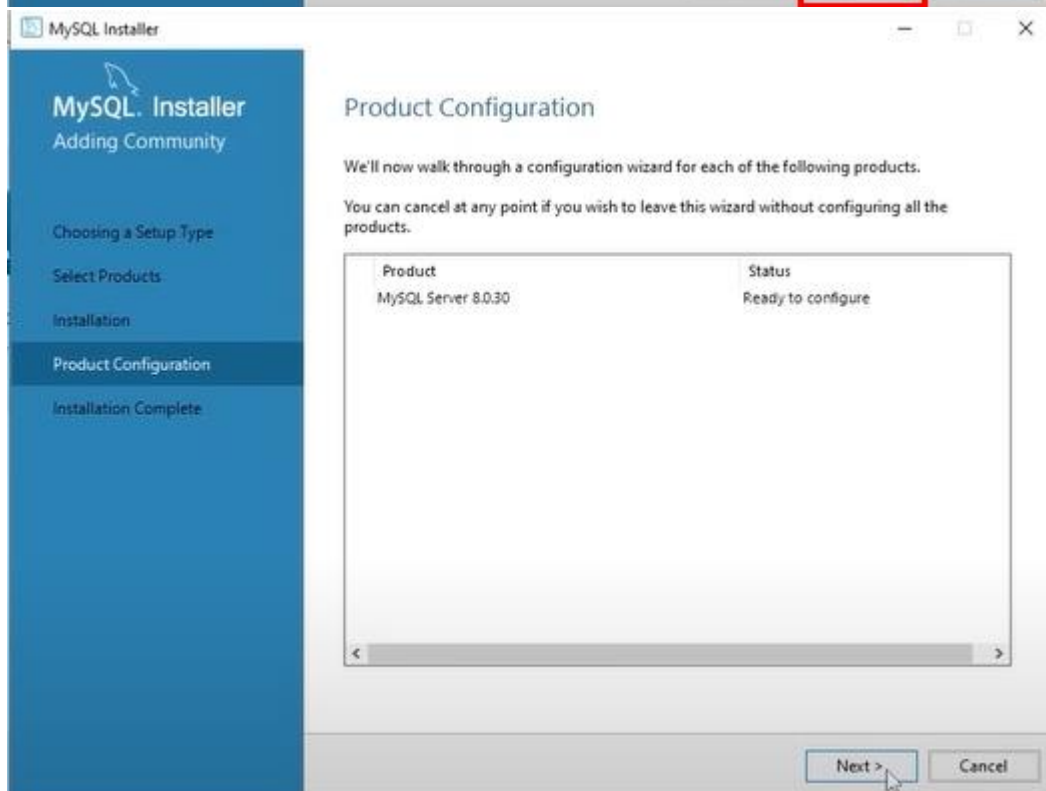 MySQL Installer
MySQL. Installer
Adding Community
Choosing a Setup Type
Select Products
Installation
Product Configuration
Installation Complete
Product Configuration
We'll now walk through a configuration wizard for each of the following products.
You can cancel at any point if you wish to leave this wizard without configuring all the
products.
Product Status
MySQL Server 8.0.30 Ready to configure
Next > Cancel